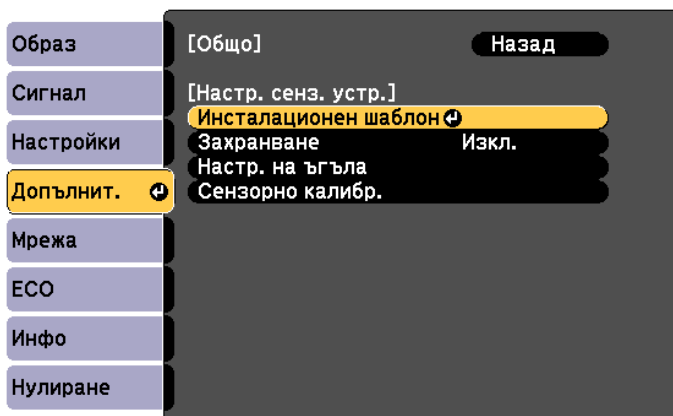 Образ
Сигнал
Настройки
Допълнит.
Мрежа
ECO
Инфо
Нулиране
[Общо] Назад
[Настр. сенз. устр.]
Инсталационен шаблон
Захранване Изкл.
Настр. на ъгъла
Сензорно калибр.